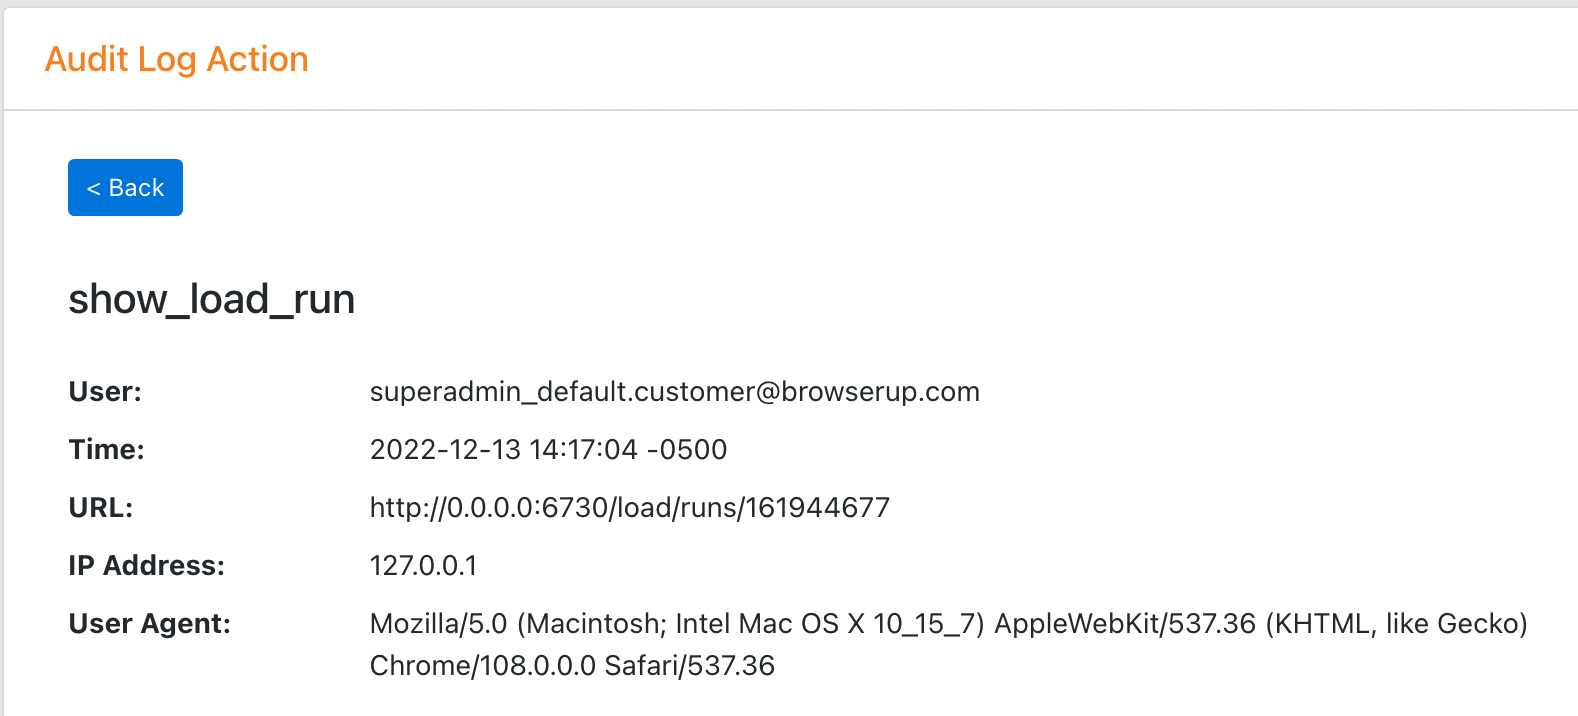 Audit Log Action
< Back
show_load_run
User: superadmin_default.customer@browserup.com
Time: 2022-12-13 14:17:04 -0500
URL: http://0.0.0.0:6730/load/runs/161944677
IP Address: 127.0.0.1
User Agent: Mozilla/5.0 (Macintosh; Intel Mac OS X 10_15_7) AppleWebKit/537.36 (KHTML, like Gecko)
Chrome/108.0.0.0 Safari/537.36